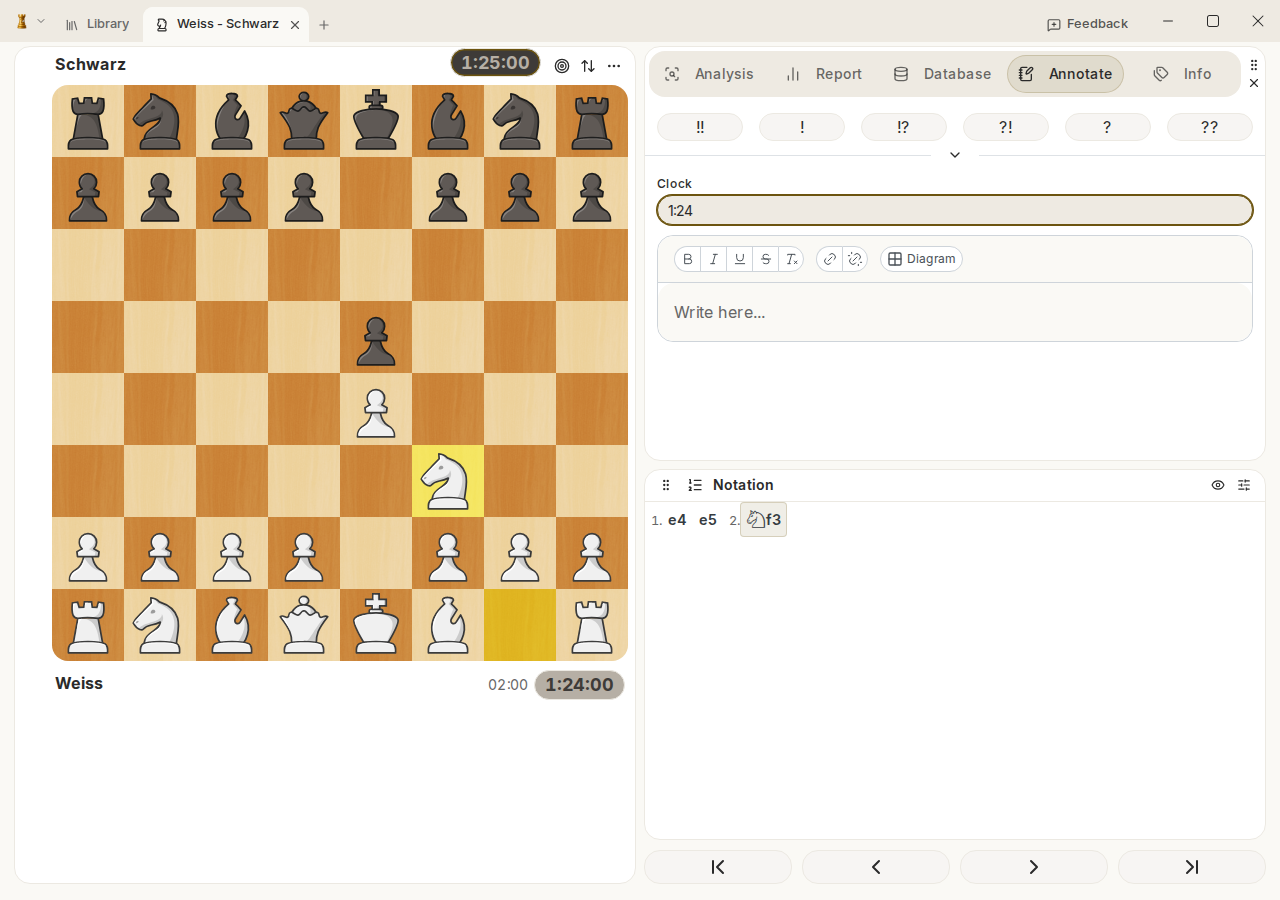 Library
Weiss - Schwarz
Feedback
Schwarz
1:25:00
Analysis
Report
Database
Annotate
Info
!!
!
!?
?!
?
??
Clock
1:24
B I U S Tx
Diagram
Write here...
Notation
1. e4 e5 2. ♘f3
Weiss
02:00
1:24:00